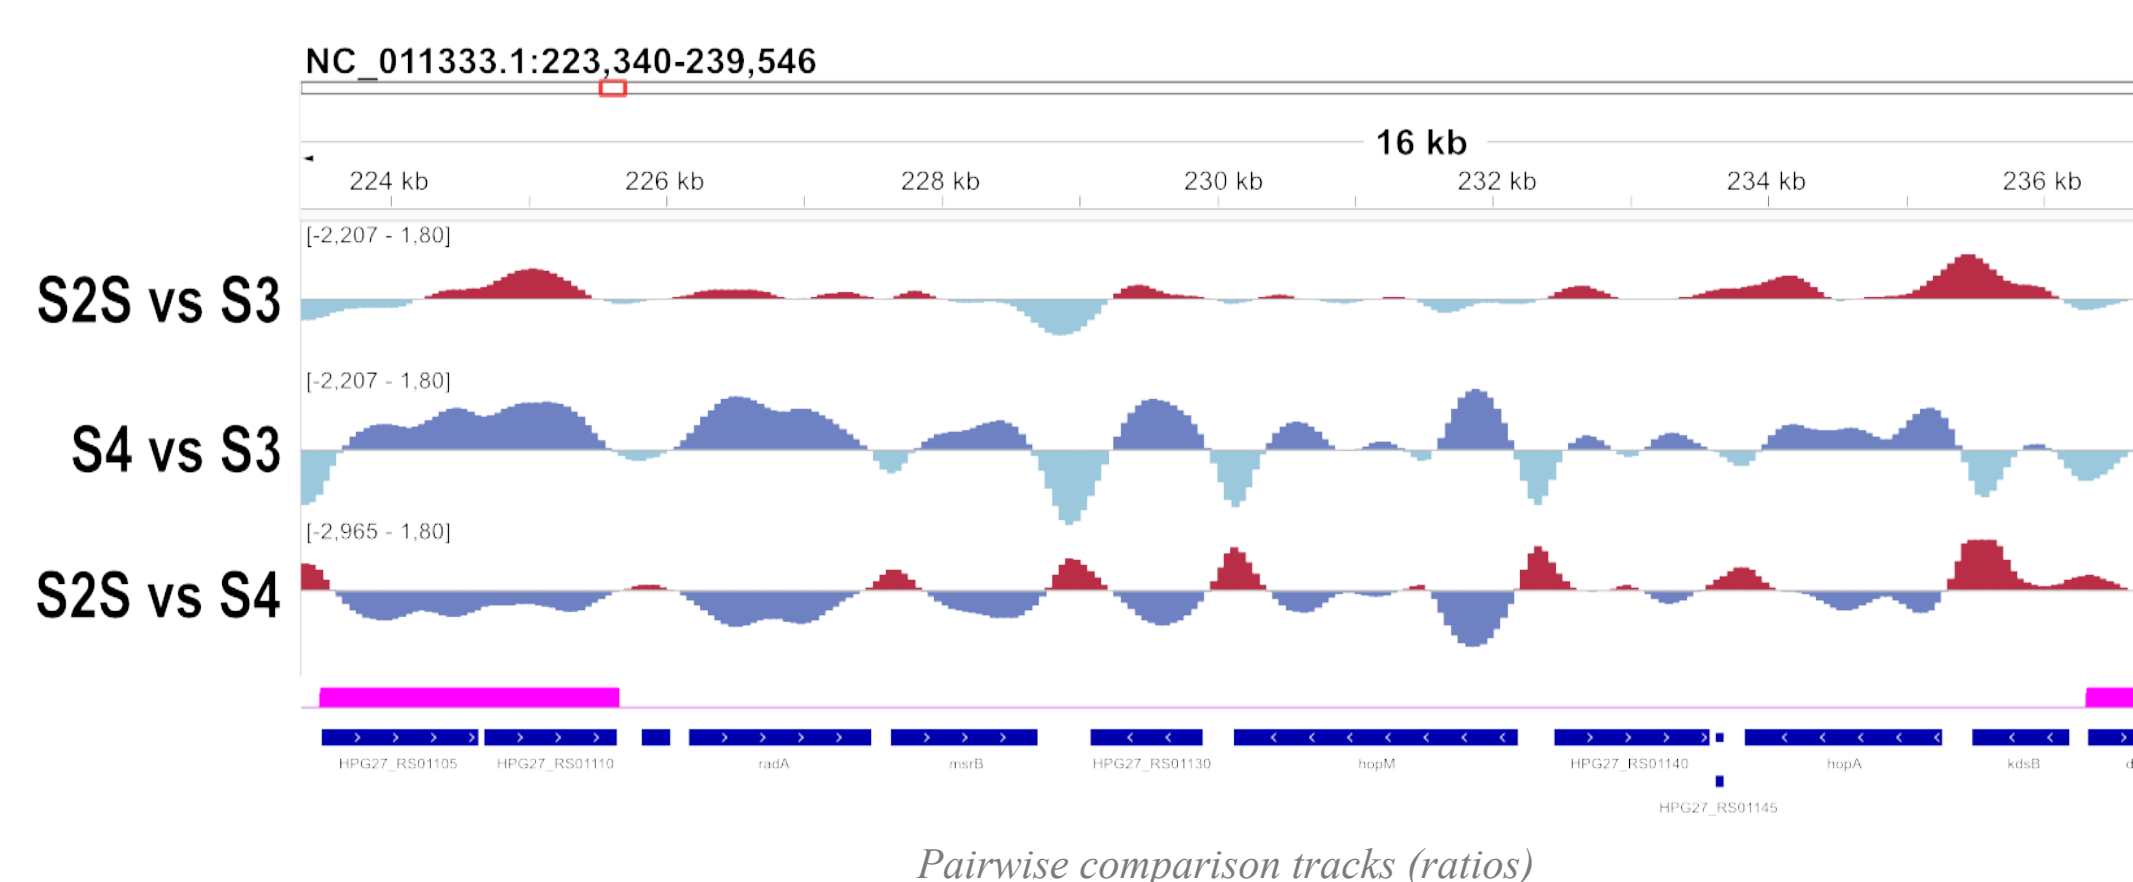 NC_011333.1:223,340-239,546
16 kb
224 kb 226 kb 228 kb 230 kb 232 kb 234 kb 236 kb
[-2,207 - 1,80]
S2S vs S3
[-2,207 - 1,80]
S4 vs S3
[-2,965 - 1,80]
S2S vs S4
HPG27_RS01105 HPG27_RS01110 radA msrB HPG27_RS01130 hopM HPG27_RS01140 hopA kdsB d
HPG27_RS01145
Pairwise comparison tracks (ratios)